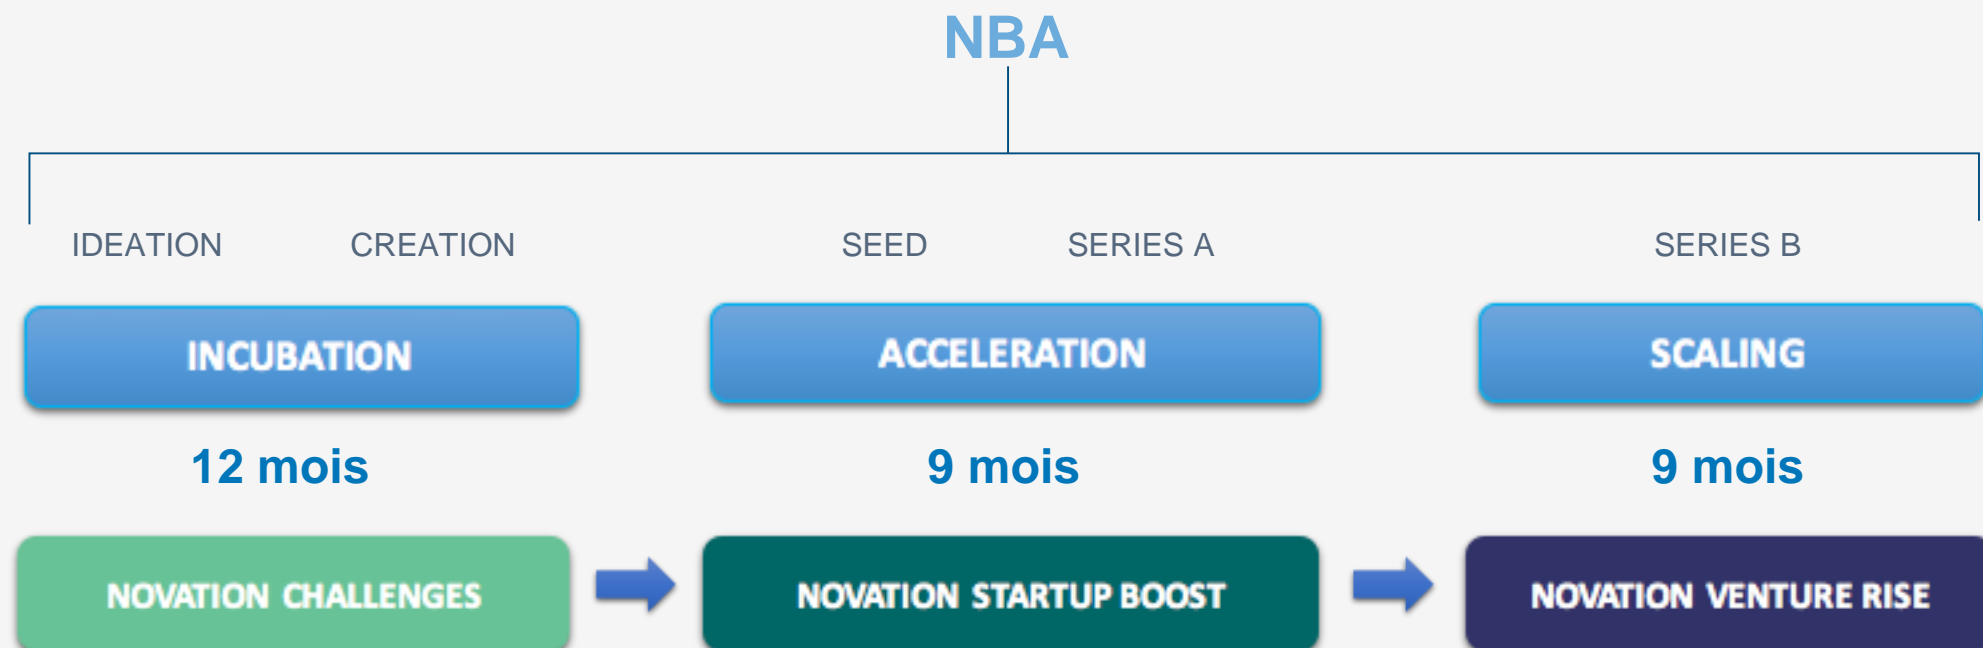 NBA
IDEATION CREATION SEED SERIES A SERIES B
INCUBATION ACCELERATION SCALING
12 mois 9 mois 9 mois
NOVATION CHALLENGES NOVATION STARTUP BOOST NOVATION VENTURE RISE